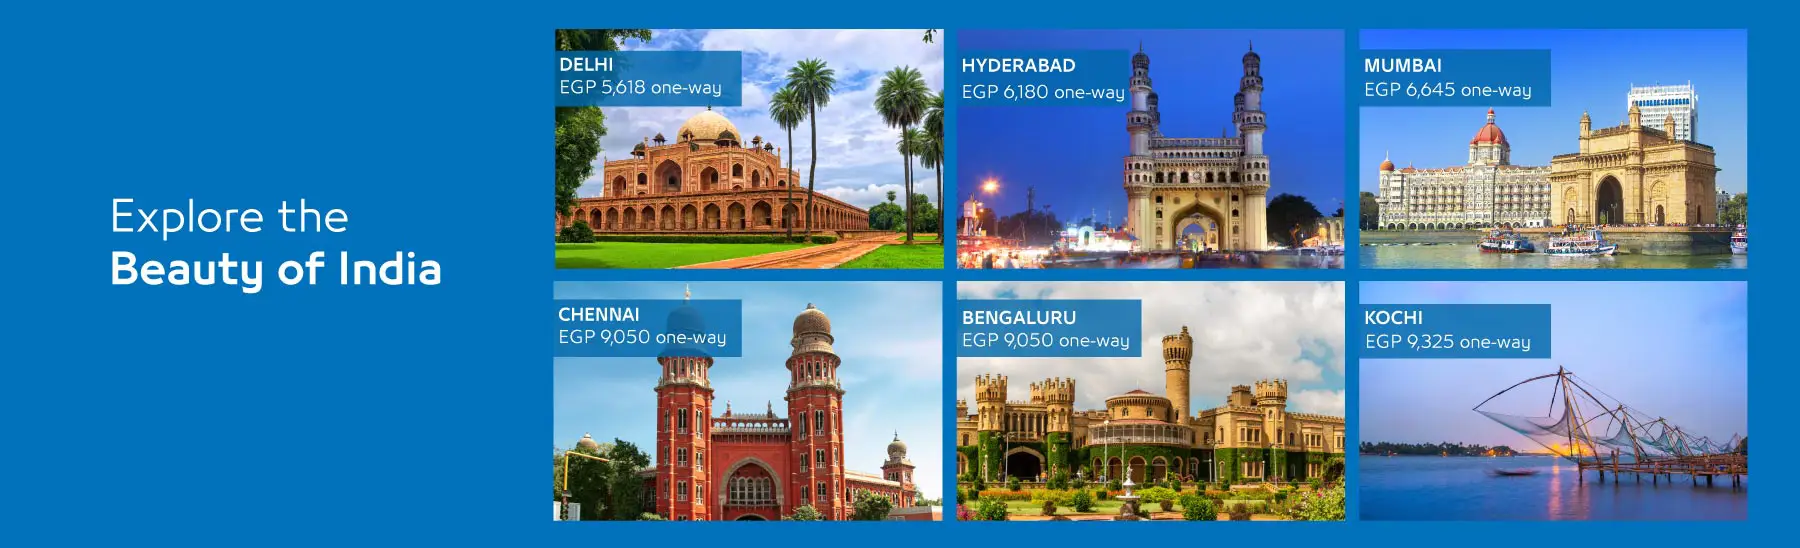 Explore the
Beauty of India
DELHI
EGP 5,618 one-way
HYDERABAD
EGP 6,180 one-way
MUMBAI
EGP 6,645 one-way
CHENNAI
EGP 9,050 one-way
BENGALURU
EGP 9,050 one-way
KOCHI
EGP 9,325 one-way